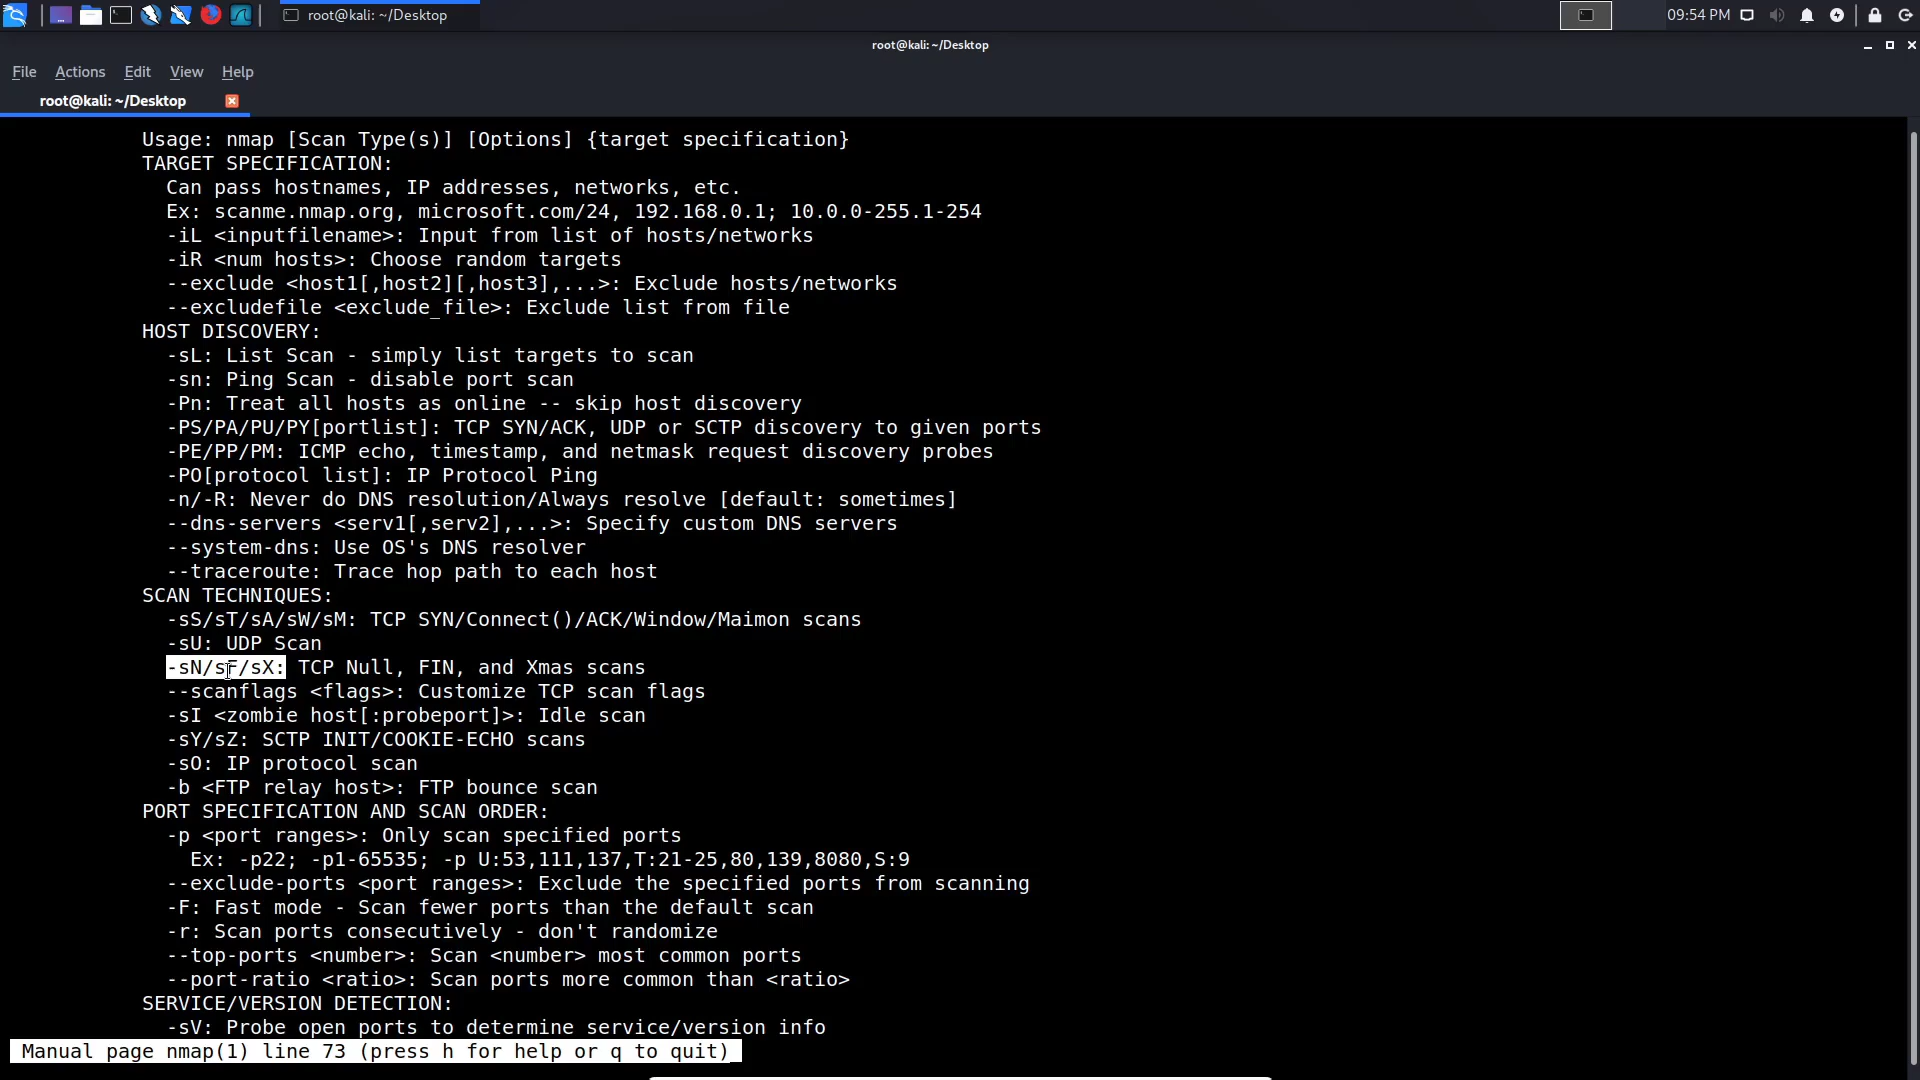 root@kali: ~/Desktop
09:54 PM
root@kali: ~/Desktop
File Actions Edit View Help
root@kali: ~/Desktop
Usage: nmap [Scan Type(s)] [Options] {target specification}
TARGET SPECIFICATION:
Can pass hostnames, IP addresses, networks, etc.
Ex: scanme.nmap.org, microsoft.com/24, 192.168.0.1; 10.0.0-255.1-254
-iL <inputfilename>: Input from list of hosts/networks
-iR <num hosts>: Choose random targets
--exclude <host1[,host2][,host3],...>: Exclude hosts/networks
--excludefile <exclude_file>: Exclude list from file
HOST DISCOVERY:
-sL: List Scan - simply list targets to scan
-sn: Ping Scan - disable port scan
-Pn: Treat all hosts as online -- skip host discovery
-PS/PA/PU/PY[portlist]: TCP SYN/ACK, UDP or SCTP discovery to given ports
-PE/PP/PM: ICMP echo, timestamp, and netmask request discovery probes
-PO[protocol list]: IP Protocol Ping
-n/-R: Never do DNS resolution/Always resolve [default: sometimes]
--dns-servers <serv1[,serv2],...>: Specify custom DNS servers
--system-dns: Use OS's DNS resolver
--traceroute: Trace hop path to each host
SCAN TECHNIQUES:
-sS/sT/sA/sW/sM: TCP SYN/Connect()/ACK/Window/Maimon scans
-sU: UDP Scan
-sN/sF/sX: TCP Null, FIN, and Xmas scans
--scanflags <flags>: Customize TCP scan flags
-sI <zombie host[:probeport]>: Idle scan
-sY/sZ: SCTP INIT/COOKIE-ECHO scans
-sO: IP protocol scan
-b <FTP relay host>: FTP bounce scan
PORT SPECIFICATION AND SCAN ORDER:
-p <port ranges>: Only scan specified ports
Ex: -p22; -p1-65535; -p U:53,111,137,T:21-25,80,139,8080,S:9
--exclude-ports <port ranges>: Exclude the specified ports from scanning
-F: Fast mode - Scan fewer ports than the default scan
-r: Scan ports consecutively - don't randomize
--top-ports <number>: Scan <number> most common ports
--port-ratio <ratio>: Scan ports more common than <ratio>
SERVICE/VERSION DETECTION:
-sV: Probe open ports to determine service/version info
Manual page nmap(1) line 73 (press h for help or q to quit)